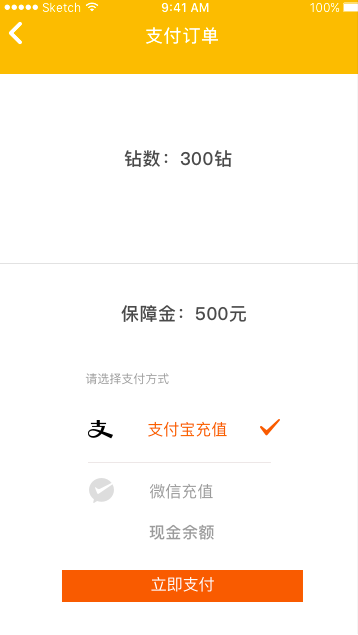 Sketch 9:41 AM 100%
支付订单
钻数：300钻
保障金：500元
请选择支付方式
支付宝充值
微信充值
现金余额
立即支付